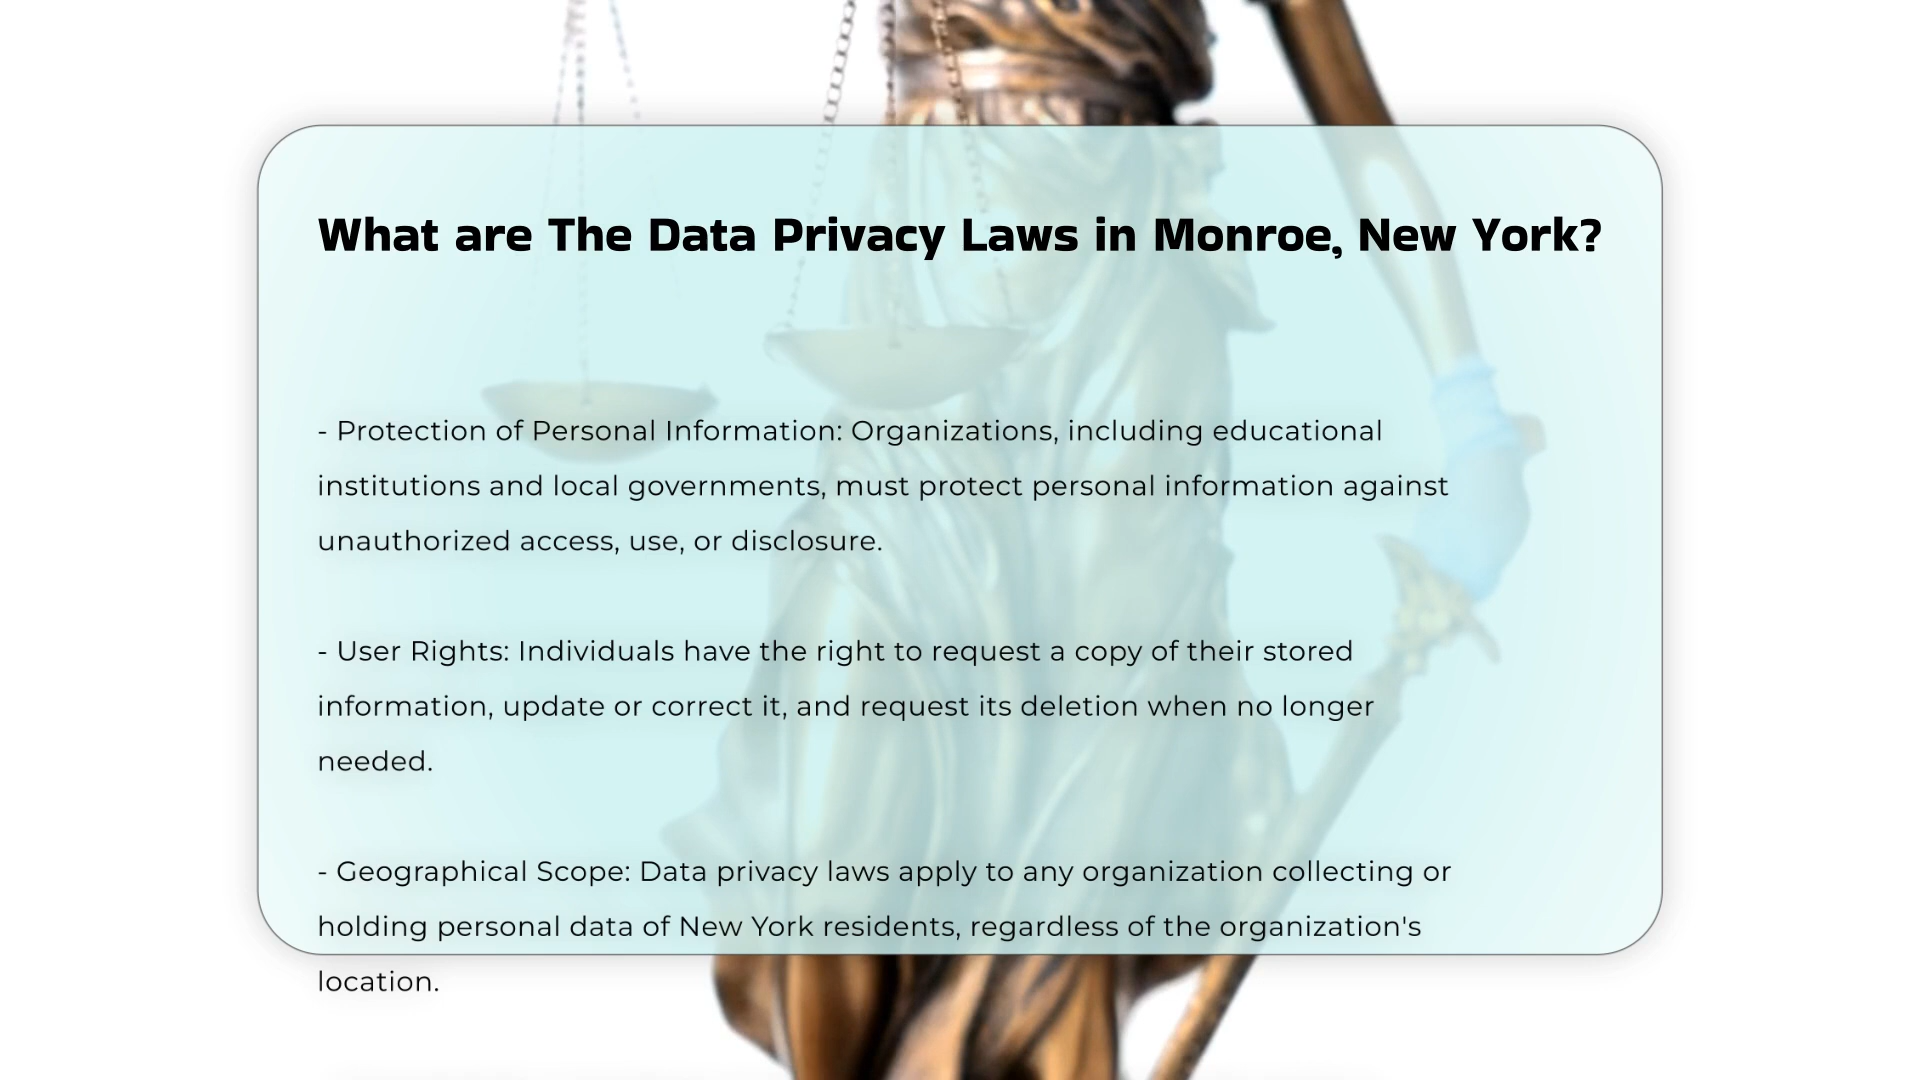 What are The Data Privacy Laws in Monroe, New York?
- Protection of Personal Information: Organizations, including educational
institutions and local governments, must protect personal information against
unauthorized access, use, or disclosure.
- User Rights: Individuals have the right to request a copy of their stored
information, update or correct it, and request its deletion when no longer
needed.
- Geographical Scope: Data privacy laws apply to any organization collecting or
holding personal data of New York residents, regardless of the organization's
location.